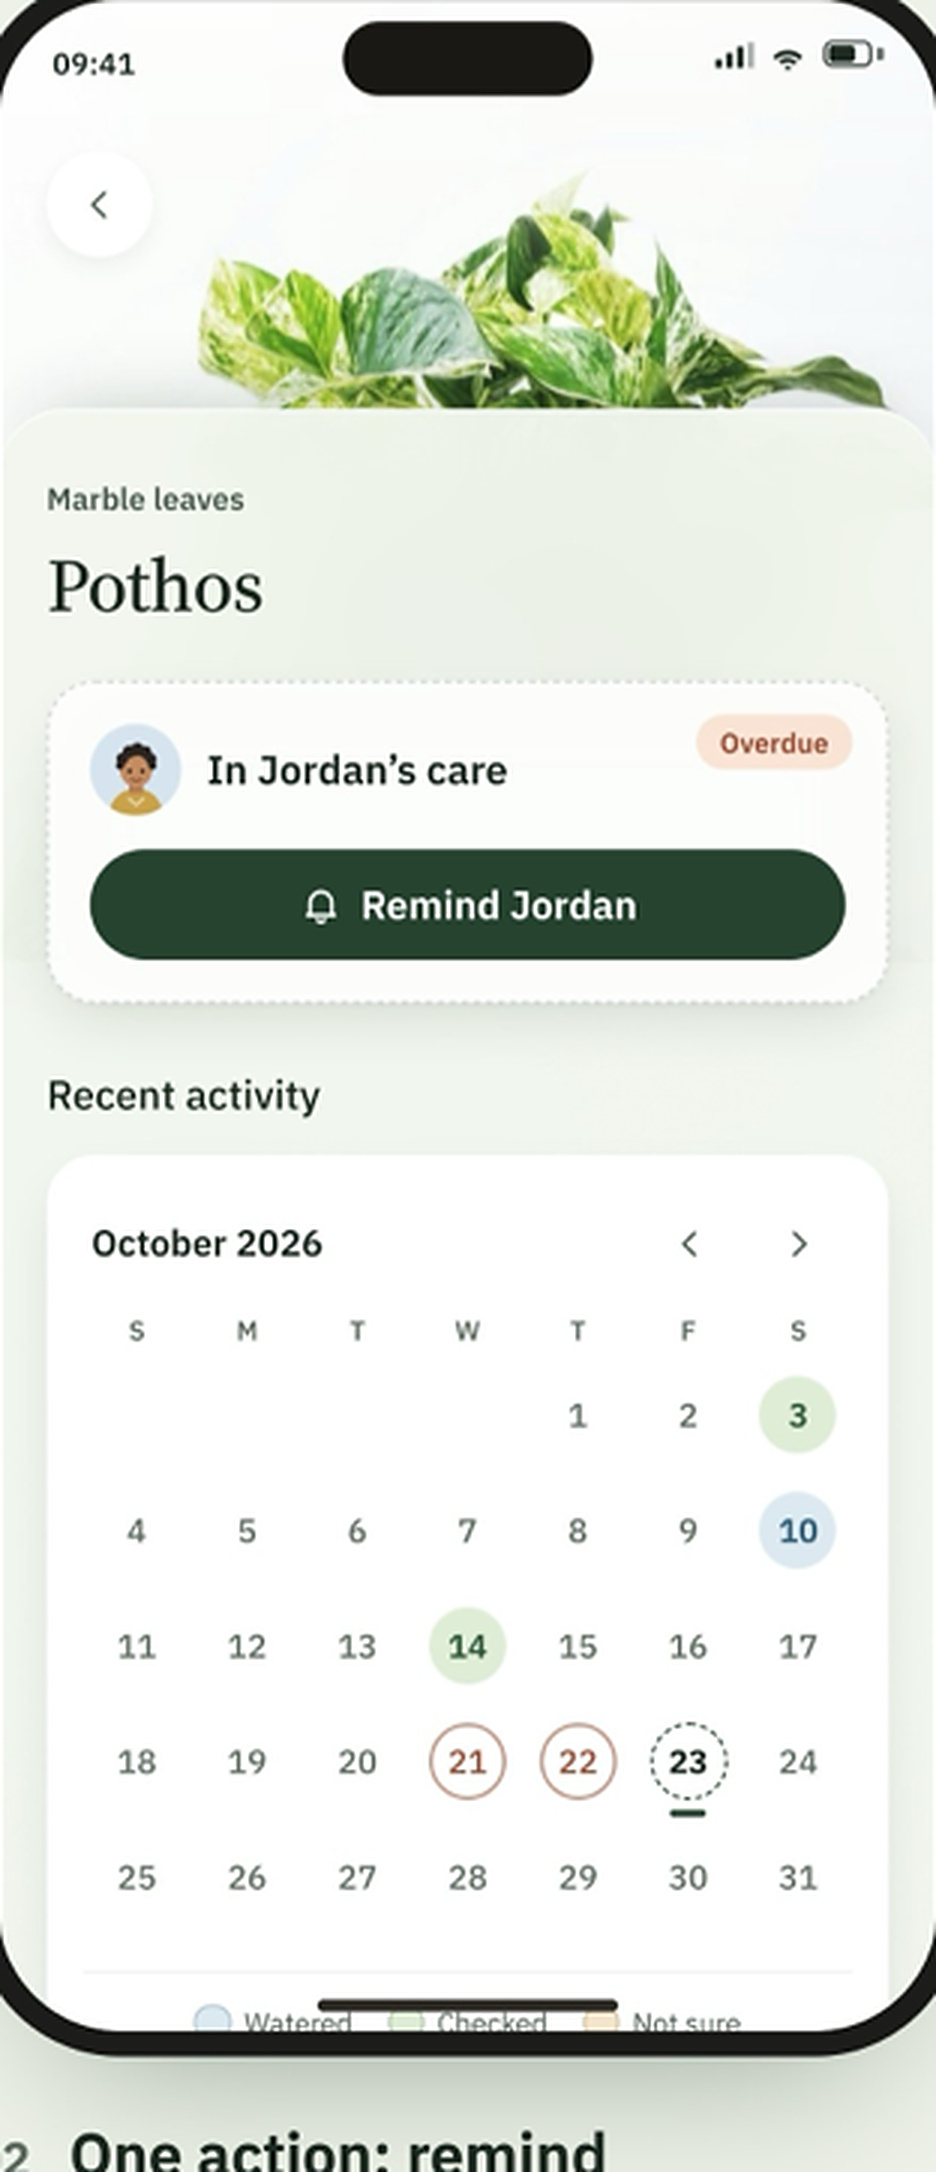 09:41
Marble leaves
Pothos
In Jordan’s care
Overdue
Remind Jordan
Recent activity
October 2026
S M T W T F S
1 2 3
4 5 6 7 8 9 10
11 12 13 14 15 16 17
18 19 20 21 22 23 24
25 26 27 28 29 30 31
Watered Checked Not sure
2 One action: remind